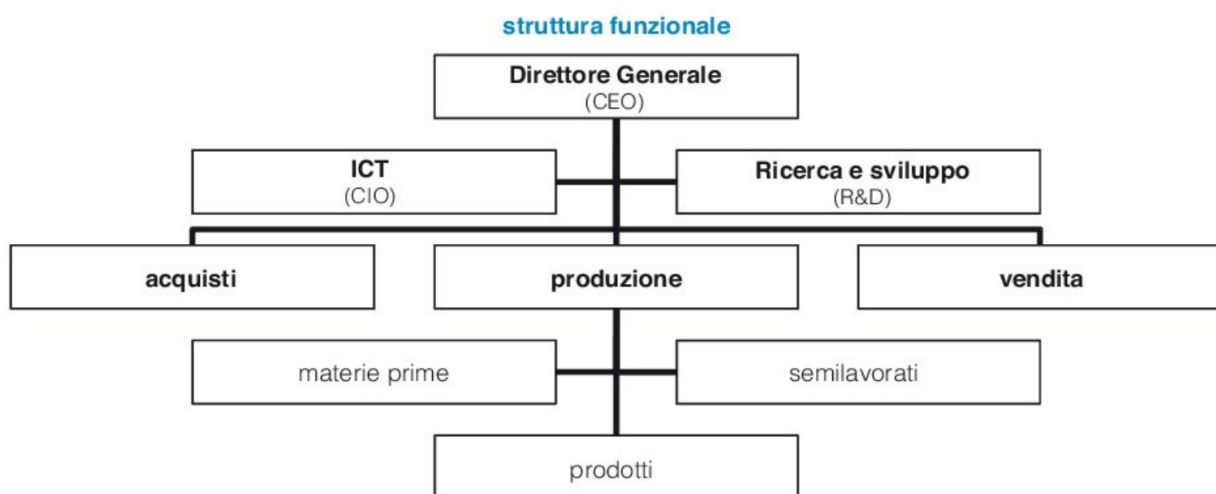 struttura funzionale
Direttore Generale
(CEO)
ICT
(CIO)
Ricerca e sviluppo
(R&D)
acquisti
produzione
vendita
materie prime
semilavorati
prodotti